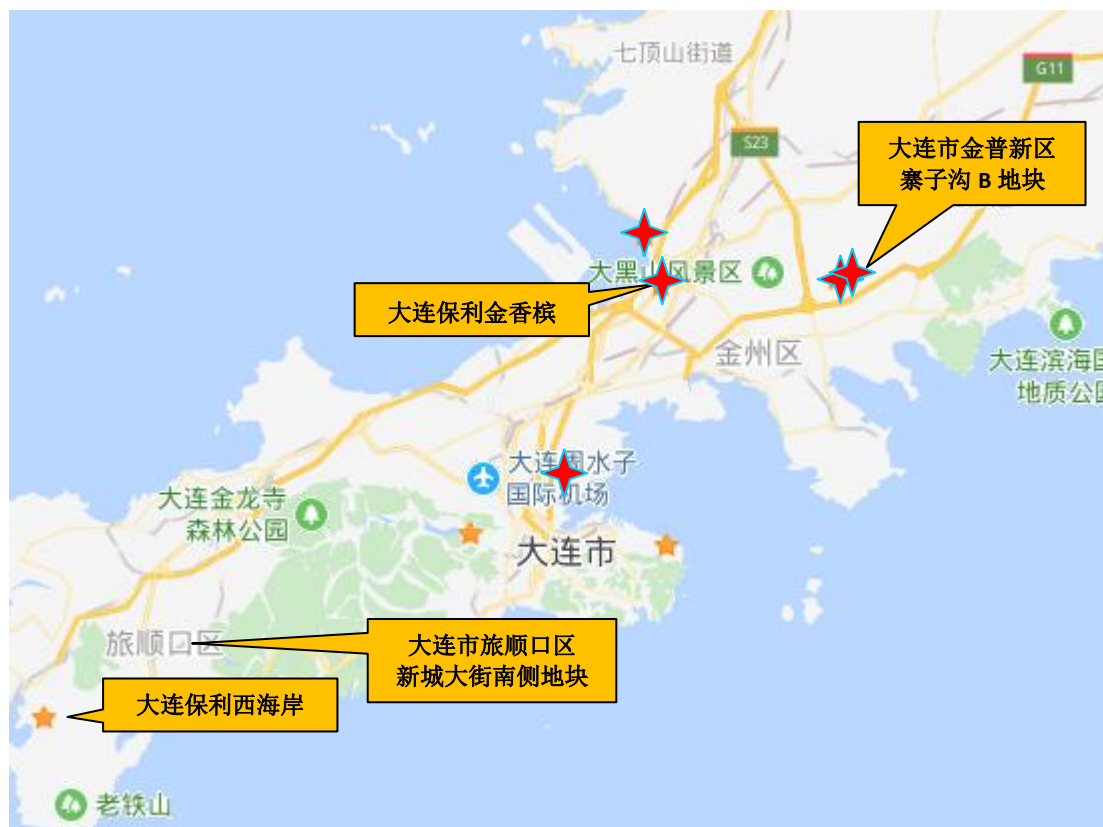 七顶山街道
G11
S23
大连市金普新区
寨子沟 B 地块
大黑山风景区
大连保利金香槟
金州区
大连滨海国
地质公园
大连周水子
国际机场
大连金龙寺
森林公园
大连市
旅顺口区
大连市旅顺口区
新城大街南侧地块
大连保利西海岸
老铁山